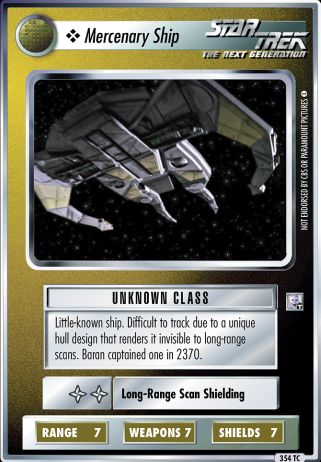 ❖ Mercenary Ship
STAR TREK
THE NEXT GENERATION
NOT ENDORSED BY CBS OR PARAMOUNT PICTURES
UNKNOWN CLASS
Little-known ship. Difficult to track due to a unique
hull design that renders it invisible to long-range
scans. Baran captained one in 2370.
Long-Range Scan Shielding
RANGE 7
WEAPONS 7
SHIELDS 7
354 TC